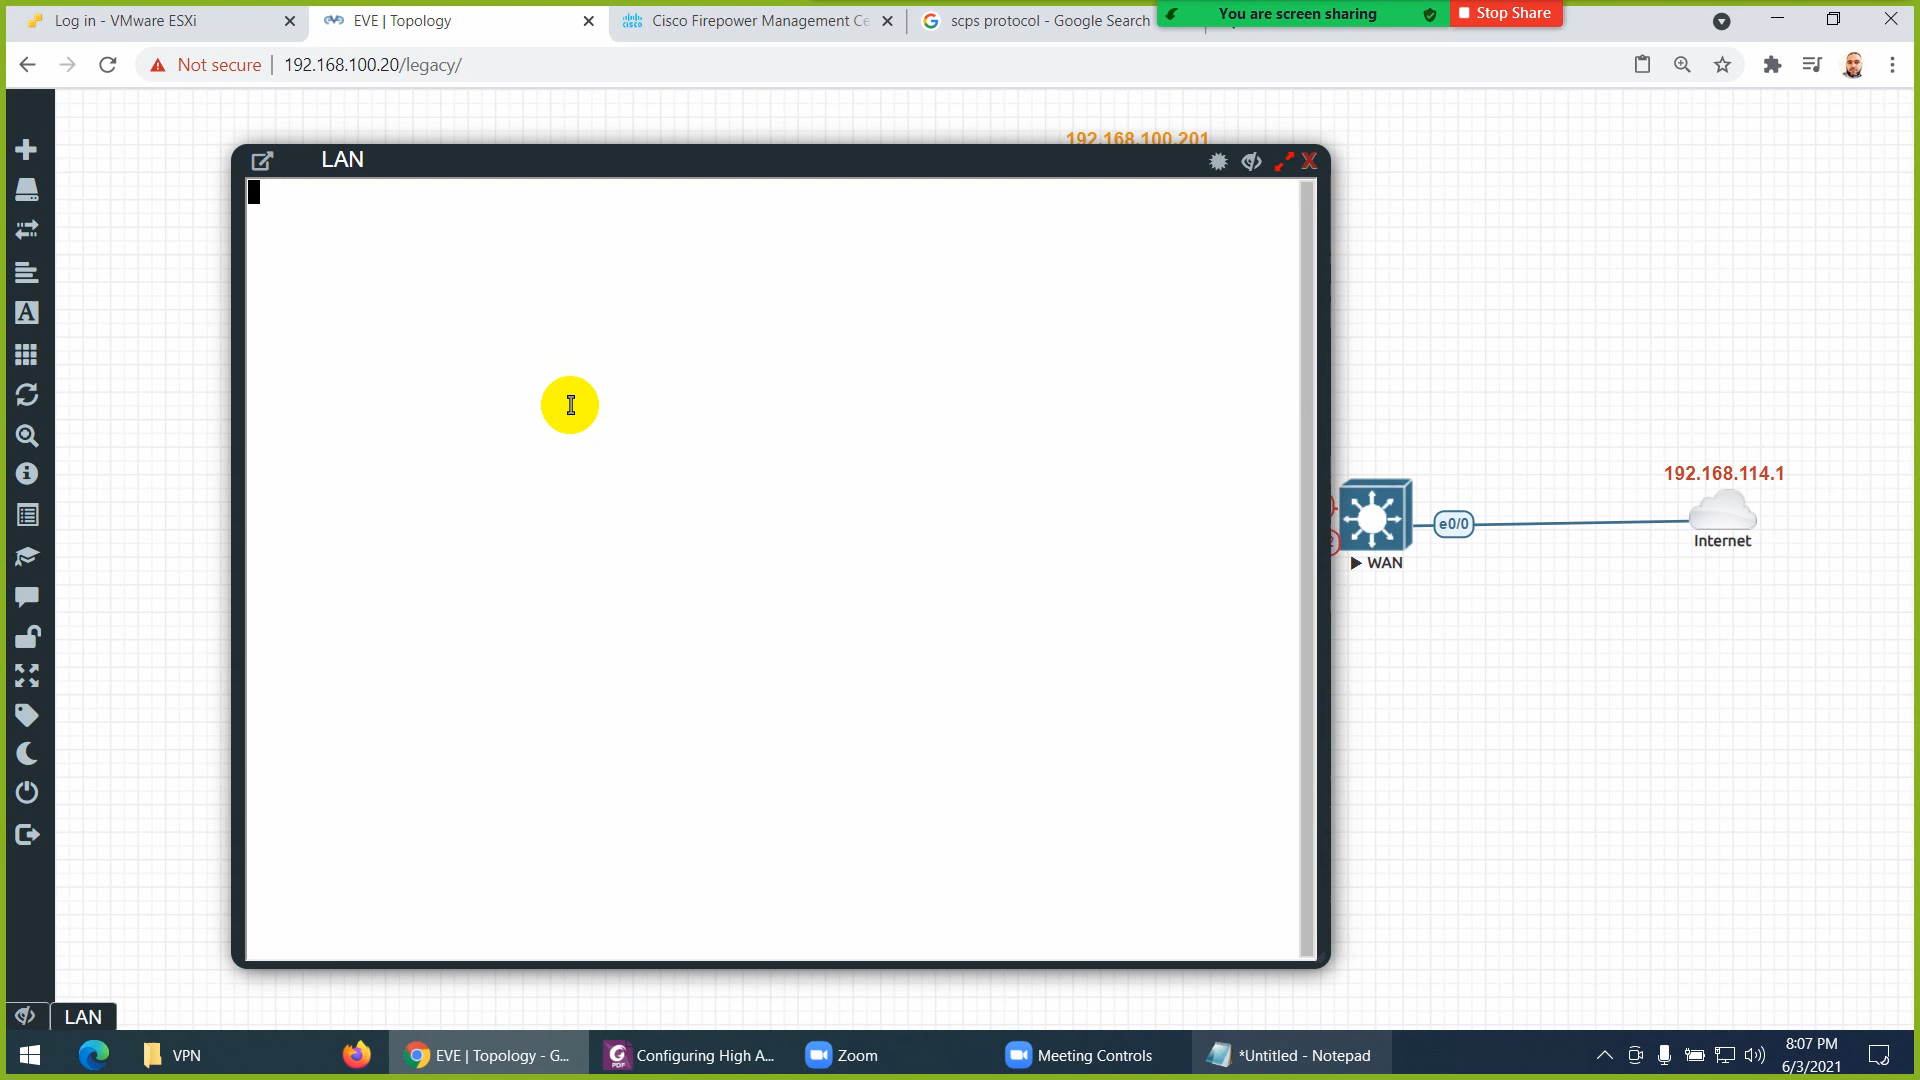 Log in - VMware ESXi
EVE | Topology
Cisco Firepower Management Ce
scps protocol - Google Search
You are screen sharing
Stop Share
Not secure
192.168.100.20/legacy/
192.168.100.201
LAN
192.168.114.1
e0/0
Internet
WAN
LAN
VPN
EVE | Topology - G...
Configuring High A...
Zoom
Meeting Controls
*Untitled - Notepad
8:07 PM
6/3/2021